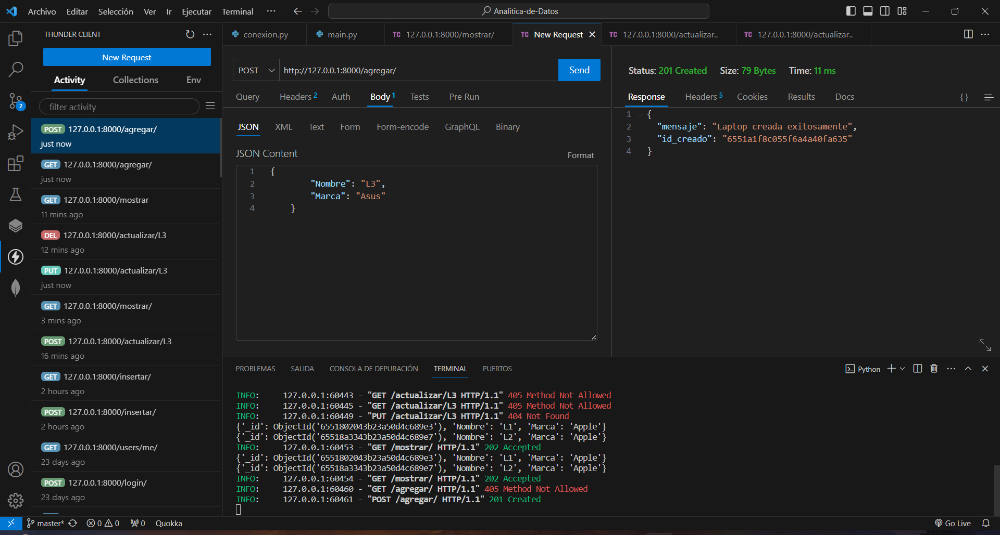 Archivo Editar Selección Ver Ir Ejecutar Terminal ··· Analitica-de-Datos
THUNDER CLIENT ···
New Request
Activity Collections Env
filter activity
POST 127.0.0.1:8000/agregar/
just now
GET 127.0.0.1:8000/agregar/
just now
GET 127.0.0.1:8000/mostrar
11 mins ago
DEL 127.0.0.1:8000/actualizar/L3
12 mins ago
PUT 127.0.0.1:8000/actualizar/L3
just now
GET 127.0.0.1:8000/mostrar/
3 mins ago
POST 127.0.0.1:8000/actualizar/L3
16 mins ago
GET 127.0.0.1:8000/insertar/
2 hours ago
POST 127.0.0.1:8000/insertar/
2 hours ago
GET 127.0.0.1:8000/users/me/
23 days ago
POST 127.0.0.1:8000/login/
23 days ago
2
conexion.py main.py TC 127.0.0.1:8000/mostrar/ TC New Request TC 127.0.0.1:8000/actualizar.. TC 127.0.0.1:8000/actualizar.. ···
POST http://127.0.0.1:8000/agregar/ Send
Query Headers 2 Auth Body 1 Tests Pre Run
JSON XML Text Form Form-encode GraphQL Binary
JSON Content Format
1 {
2 "Nombre": "L3",
3 "Marca": "Asus"
4 }
Status: 201 Created Size: 79 Bytes Time: 11 ms
Response Headers 5 Cookies Results Docs {}
1 {
2 "mensaje": "Laptop creada exitosamente",
3 "id_creado": "6551a1f8c055f6a4a40fa635"
4 }
PROBLEMAS SALIDA CONSOLA DE DEPURACIÓN TERMINAL PUERTOS Python ···
INFO: 127.0.0.1:60443 - "GET /actualizar/L3 HTTP/1.1" 405 Method Not Allowed
INFO: 127.0.0.1:60445 - "GET /actualizar/L3 HTTP/1.1" 405 Method Not Allowed
INFO: 127.0.0.1:60449 - "PUT /actualizar/L3 HTTP/1.1" 404 Not Found
{'_id': ObjectId('6551802043b23a50d4c689e3'), 'Nombre': 'L1', 'Marca': 'Apple'}
{'_id': ObjectId('65518a3343b23a50d4c689e7'), 'Nombre': 'L2', 'Marca': 'Apple'}
INFO: 127.0.0.1:60453 - "GET /mostrar/ HTTP/1.1" 202 Accepted
{'_id': ObjectId('6551802043b23a50d4c689e3'), 'Nombre': 'L1', 'Marca': 'Apple'}
{'_id': ObjectId('65518a3343b23a50d4c689e7'), 'Nombre': 'L2', 'Marca': 'Apple'}
INFO: 127.0.0.1:60454 - "GET /mostrar/ HTTP/1.1" 202 Accepted
INFO: 127.0.0.1:60460 - "GET /agregar/ HTTP/1.1" 405 Method Not Allowed
INFO: 127.0.0.1:60461 - "POST /agregar/ HTTP/1.1" 201 Created
master* 0 0 0 Quokka Go Live